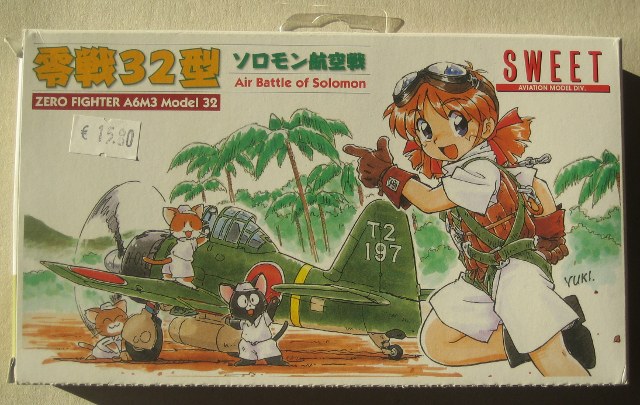 零戦32型
ソロモン航空戦
Air Battle of Solomon
ZERO FIGHTER A6M3 Model 32
SWEET
AVIATION MODEL DIV.
€ 15.90
T2
197
YUKI.